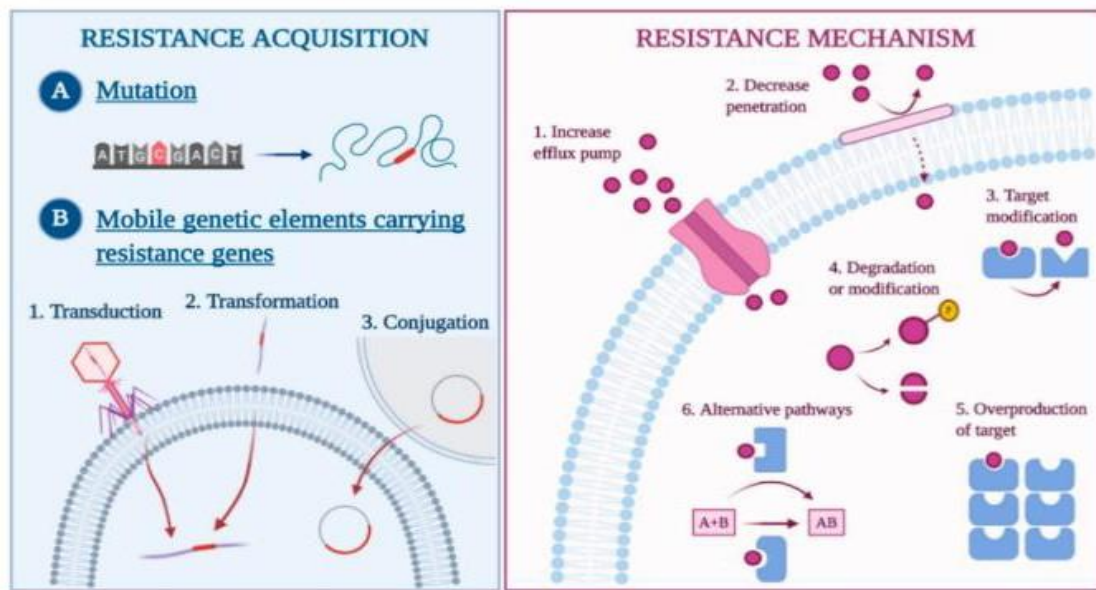 RESISTANCE ACQUISITION
A Mutation
A T G C G A C T
B Mobile genetic elements carrying
resistance genes
1. Transduction
2. Transformation
3. Conjugation
RESISTANCE MECHANISM
1. Increase
efflux pump
2. Decrease
penetration
3. Target
modification
4. Degradation
or modification
P
5. Overproduction
of target
6. Alternative pathways
A+B
AB